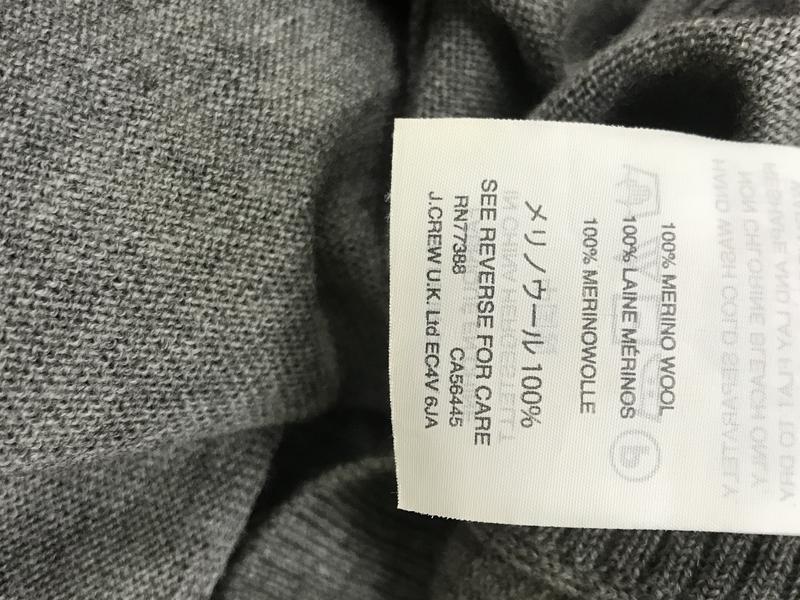 100% MERINO WOOL
100% LAINE MÉRINOS
100% MERINOWOLLE
メリノウール 100%
SEE REVERSE FOR CARE
RN77388 CA56445
J.CREW U.K. Ltd EC4V 6JA